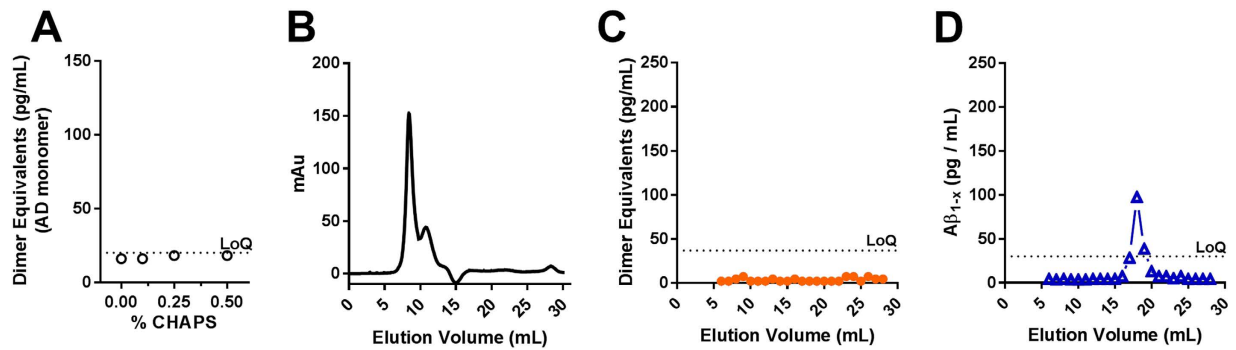 A
Dimer Equivalents (pg/mL)
(AD monomer)
150
100
50
0
LoQ
0.00
0.25
0.50
% CHAPS
B
mAu
200
150
100
50
0
0
5
10
15
20
25
30
Elution Volume (mL)
C
Dimer Equivalents (pg/mL)
250
200
150
100
50
0
LoQ
0
5
10
15
20
25
30
Elution Volume (mL)
D
Aβ1-x (pg / mL)
250
200
150
100
50
0
LoQ
0
5
10
15
20
25
30
Elution Volume (mL)